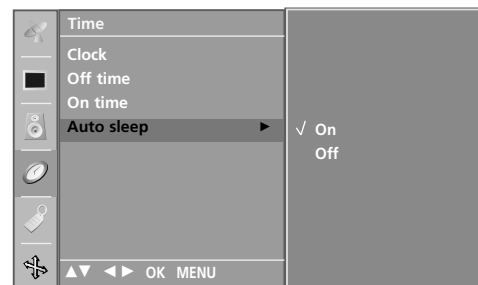 Time
Clock
Off time
On time
Auto sleep ►
√ On
Off
▲▼ ◄► OK MENU